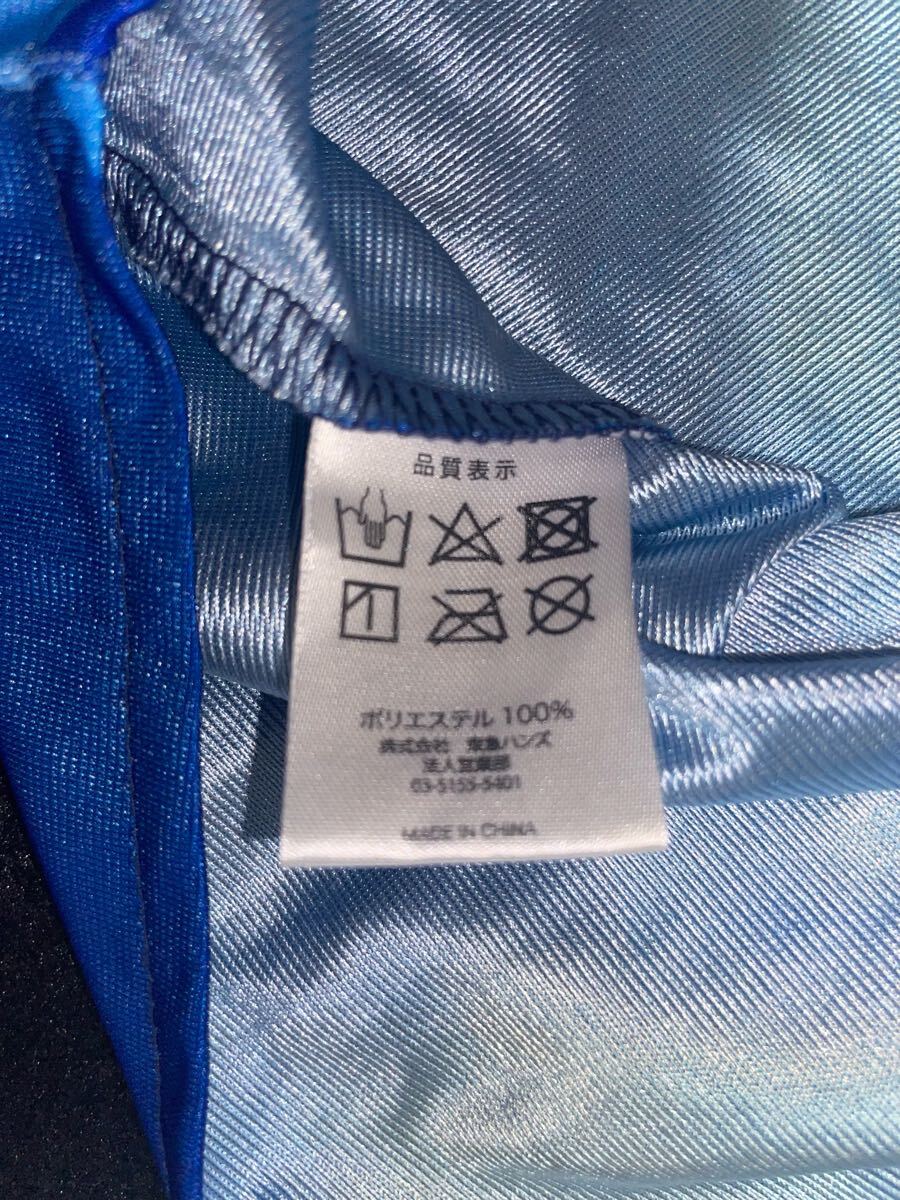 品質表示
ポリエステル 100%
株式会社 東急ハンズ
法人営業部
03-5155-5401
MADE IN CHINA